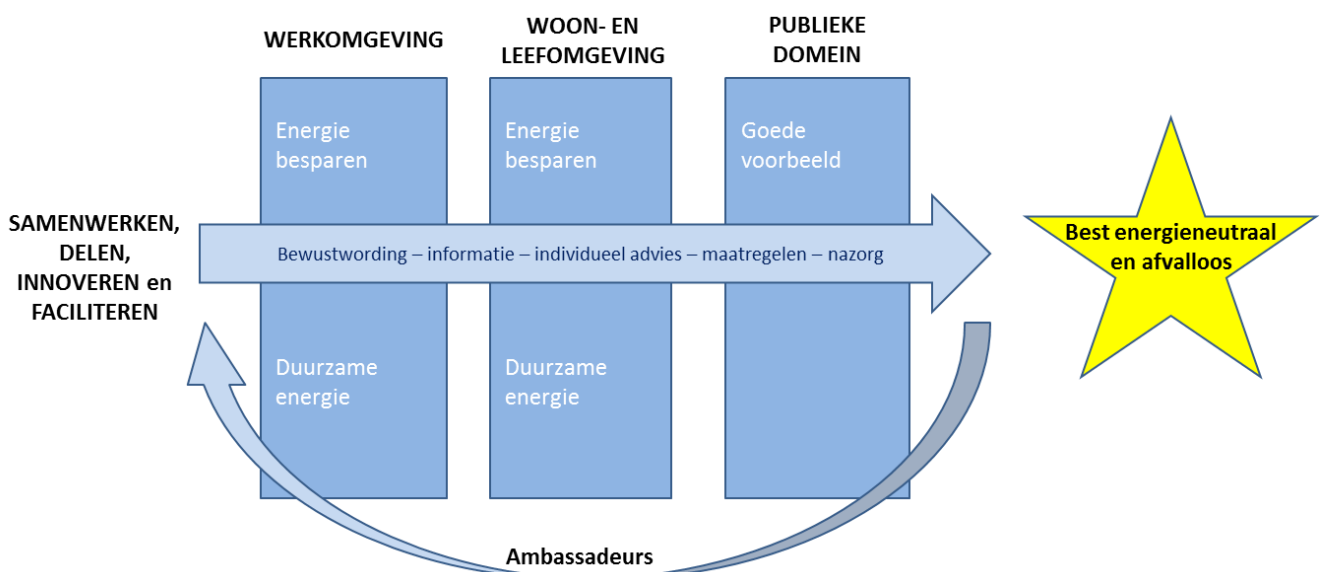 WERKOMGEVING
WOON- EN
LEEFOMGEVING
PUBLIEKE
DOMEIN
Energie
besparen
Energie
besparen
Goede
voorbeeld
SAMENWERKEN,
DELEN,
INNOVEREN en
FACILITEREN
Bewustwording – informatie – individueel advies – maatregelen – nazorg
Best energieneutraal
en afvalloos
Duurzame
energie
Duurzame
energie
Ambassadeurs